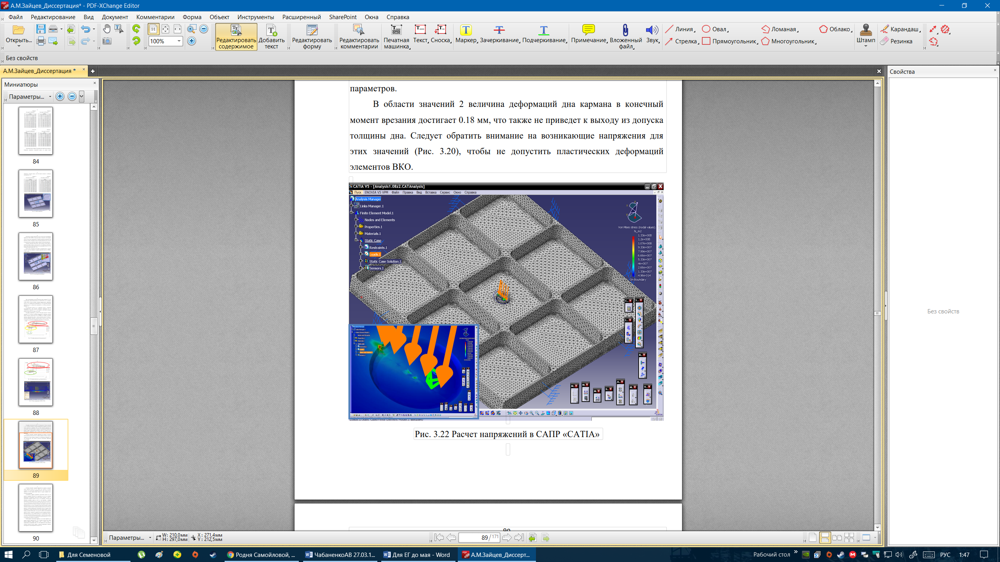 А.М.Зайцев_Диссертация* - PDF-XChange Editor
Файл Редактирование Вид Документ Комментарии Форма Объект Инструменты Расширенный SharePoint Окна Справка
Открыть...
100%
Редактировать содержимое
Добавить текст
Редактировать форму
Редактировать комментарии
Печатная машинка
Текст
Сноска
Маркер
Зачеркивание
Подчеркивание
Примечание
Вложенный файл
Звук
Линия
Стрелка
Овал
Прямоугольник
Ломаная
Многоугольник
Облако
Штамп
Карандаш
Резинка
Без свойств
А.М.Зайцев_Диссертация *
Миниатюры
Параметры...
84
85
86
87
88
89
90
параметров.
В области значений 2 величина деформаций дна кармана в конечный
момент врезания достигает 0.18 мм, что также не приведет к выходу из допуска
толщины дна. Следует обратить внимание на возникающие напряжения для
этих значений (Рис. 3.20), чтобы не допустить пластических деформаций
элементов ВКО.
CATIA V5 - [Analysis1.08z2.CATAnalysis]
Пуск ENOVIA V5 VPM Файл Правка Вид Вставка Сервис Окно Справка
Analysis Manager
Links Manager.1
Finite Element Model.1
Nodes and Elements
Properties.1
Materials.1
Static Case
Restraints.1
Loads.1
Static Case Solution.1
Sensors.1
Von Mises stress (nodal values).
N_m2
1.33e+008
1.2e+008
1.07e+008
9.33e+007
7.99e+007
6.66e+007
5.33e+007
4e+007
2.66e+007
1.33e+007
4.96e-014
On Boundary
Рис. 3.22 Расчет напряжений в САПР «CATIA»
90
Свойства
Без свойств
Параметры...
W: 210,0мм
H: 297,0мм
X : 271,4мм
Y : 212,5мм
89 / 171
Для Семеновой
Родня Самойловой, ...
ЧабаненкоАВ 27.03.1...
Для ЕГ до мая - Word
А.М.Зайцев_Диссерт...
Рабочий стол
РУС
1:47